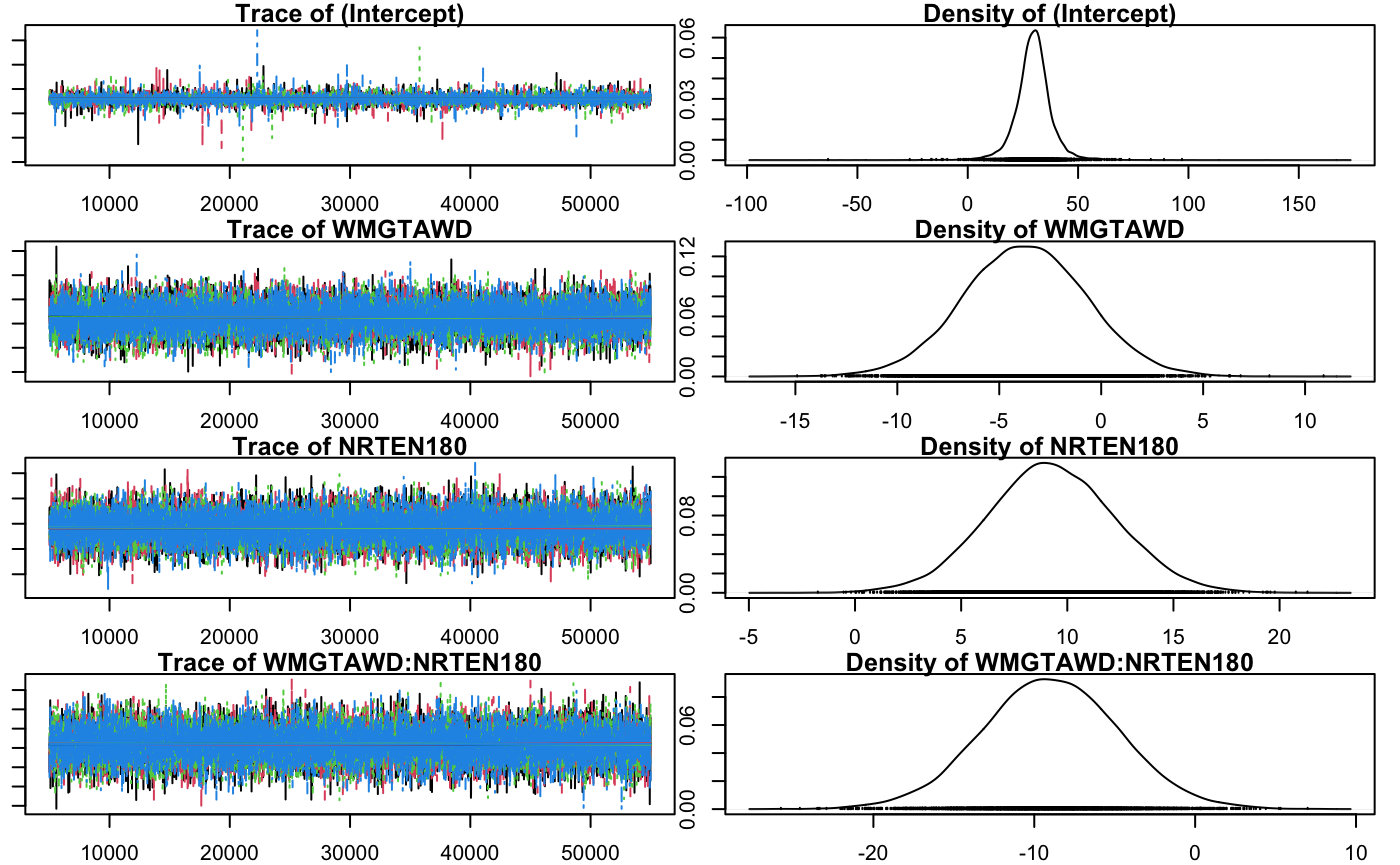 Trace of (Intercept)
10000 20000 30000 40000 50000
Density of (Intercept)
0.00 0.03 0.06
-100 -50 0 50 100 150
Trace of WMGTAWD
10000 20000 30000 40000 50000
Density of WMGTAWD
0.00 0.06 0.12
-15 -10 -5 0 5 10
Trace of NRTEN180
10000 20000 30000 40000 50000
Density of NRTEN180
0.00 0.08
-5 0 5 10 15 20
Trace of WMGTAWD:NRTEN180
10000 20000 30000 40000 50000
Density of WMGTAWD:NRTEN180
0.00 0.06
-20 -10 0 10